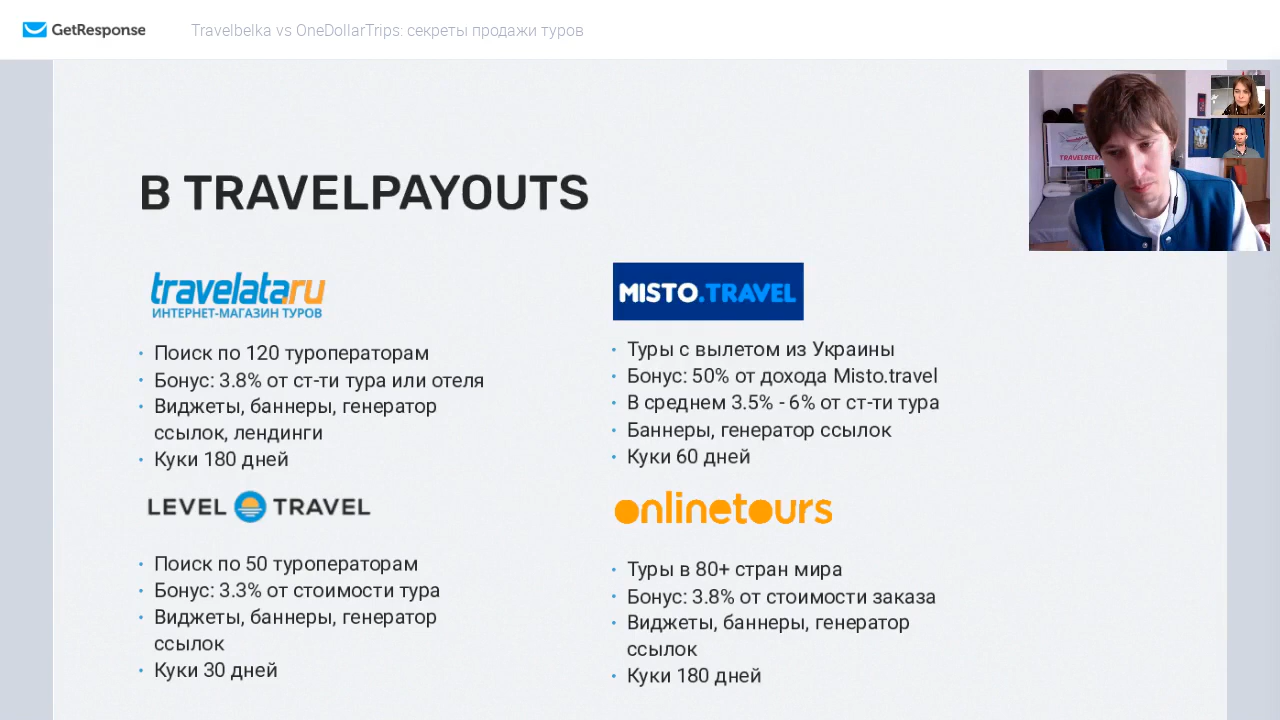 GetResponse
Travelbelka vs OneDollarTrips: секреты продажи туров
В TRAVELPAYOUTS
travelata.ru
ИНТЕРНЕТ-МАГАЗИН ТУРОВ
• Поиск по 120 туроператорам
• Бонус: 3.8% от ст-ти тура или отеля
• Виджеты, баннеры, генератор
ссылок, лендинги
• Куки 180 дней
MISTO.TRAVEL
• Туры с вылетом из Украины
• Бонус: 50% от дохода Misto.travel
• В среднем 3.5% - 6% от ст-ти тура
• Баннеры, генератор ссылок
• Куки 60 дней
LEVEL TRAVEL
• Поиск по 50 туроператорам
• Бонус: 3.3% от стоимости тура
• Виджеты, баннеры, генератор
ссылок
• Куки 30 дней
onlinetours
• Туры в 80+ стран мира
• Бонус: 3.8% от стоимости заказа
• Виджеты, баннеры, генератор
ссылок
• Куки 180 дней